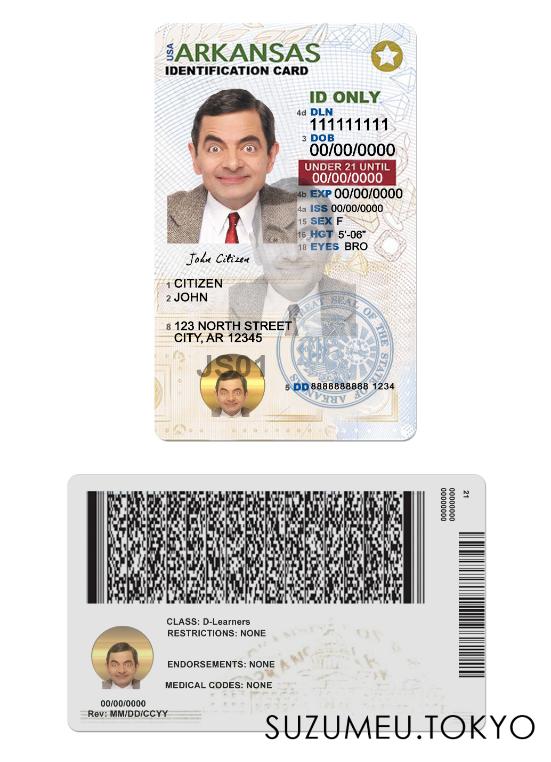 USA
ARKANSAS
IDENTIFICATION CARD
ID ONLY
4d DLN
111111111
3 DOB
00/00/0000
UNDER 21 UNTIL
00/00/0000
4b EXP 00/00/0000
4a ISS 00/00/0000
15 SEX F
16 HGT 5'-06"
18 EYES BRO
John Citizen
1 CITIZEN
2 JOHN
8 123 NORTH STREET
CITY, AR 12345
JS01
GREAT SEAL OF THE STATE OF ARKANSAS
5 DD 8888888888 1234
21
00000000
00000000
CLASS: D-Learners
RESTRICTIONS: NONE
ENDORSEMENTS: NONE
MEDICAL CODES: NONE
00/00/0000
Rev: MM/DD/CCYY
SUZUMEU.TOKYO